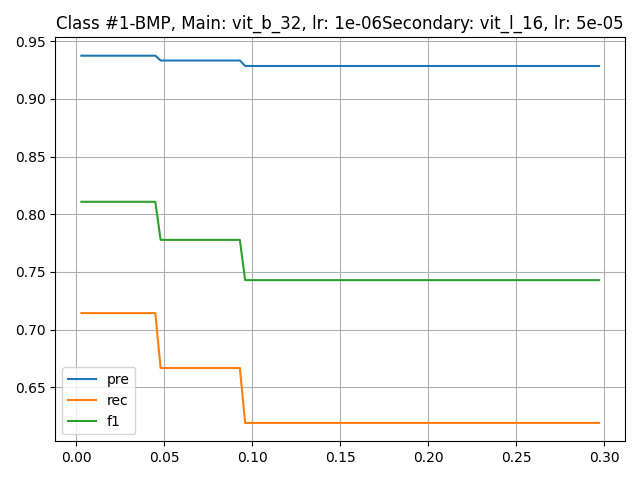 Class #1-BMP, Main: vit_b_32, lr: 1e-06Secondary: vit_l_16, lr: 5e-05
0.95
0.90
0.85
0.80
0.75
0.70
0.65
pre
rec
f1
0.00 0.05 0.10 0.15 0.20 0.25 0.30